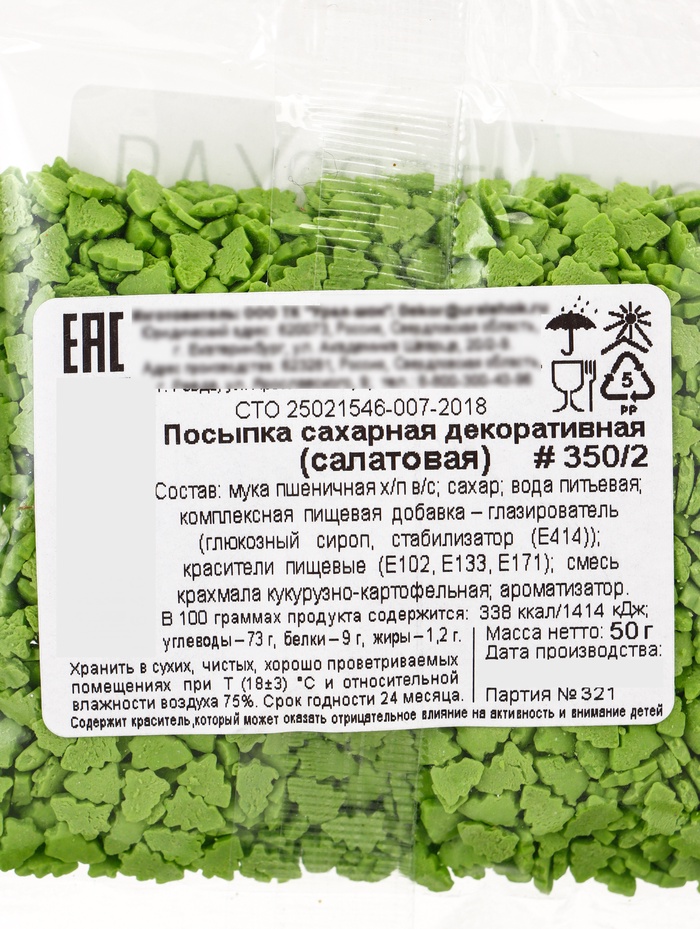 EAC
СТО 25021546-007-2018
Посыпка сахарная декоративная
(салатовая) # 350/2
Состав: мука пшеничная х/п в/с; сахар; вода питьевая;
комплексная пищевая добавка – глазирователь
(глюкозный сироп, стабилизатор (Е414));
красители пищевые (Е102, Е133, Е171); смесь
крахмала кукурузно-картофельная; ароматизатор.
В 100 граммах продукта содержится: 338 ккал/1414 кДж;
углеводы – 73 г, белки – 9 г, жиры – 1,2 г.
Масса нетто: 50 г
Дата производства:
Партия № 321
Хранить в сухих, чистых, хорошо проветриваемых
помещениях при Т (18±3) °С и относительной
влажности воздуха 75%. Срок годности 24 месяца.
Содержит краситель,который может оказать отрицательное влияние на активность и внимание детей
5
PP